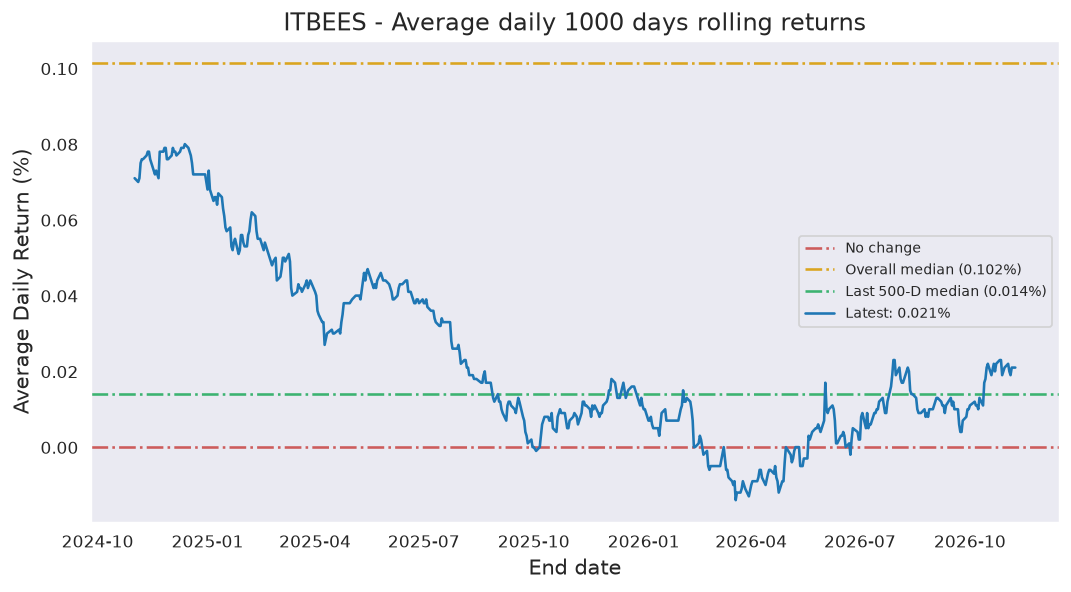 ITBEES - Average daily 1000 days rolling returns
Average Daily Return (%)
0.10
0.08
0.06
0.04
0.02
0.00
No change
Overall median (0.102%)
Last 500-D median (0.014%)
Latest: 0.021%
2024-10 2025-01 2025-04 2025-07 2025-10 2026-01 2026-04 2026-07 2026-10
End date